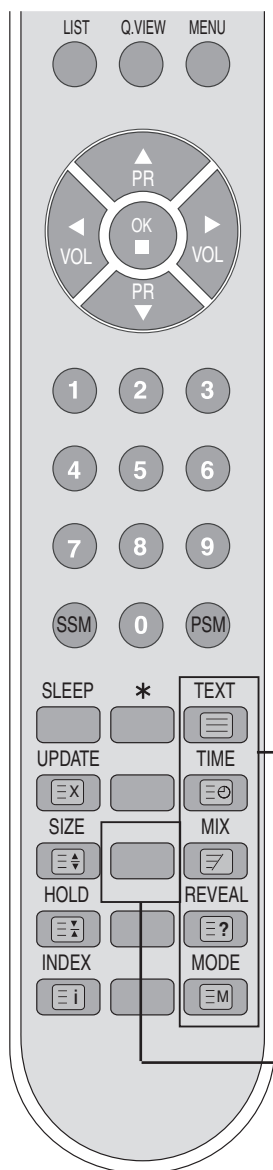 LIST Q.VIEW MENU
PR
OK
VOL VOL
PR
1 2 3
4 5 6
7 8 9
SSM 0 PSM
SLEEP * TEXT
UPDATE TIME
X
SIZE MIX
HOLD REVEAL
?
INDEX MODE
i M